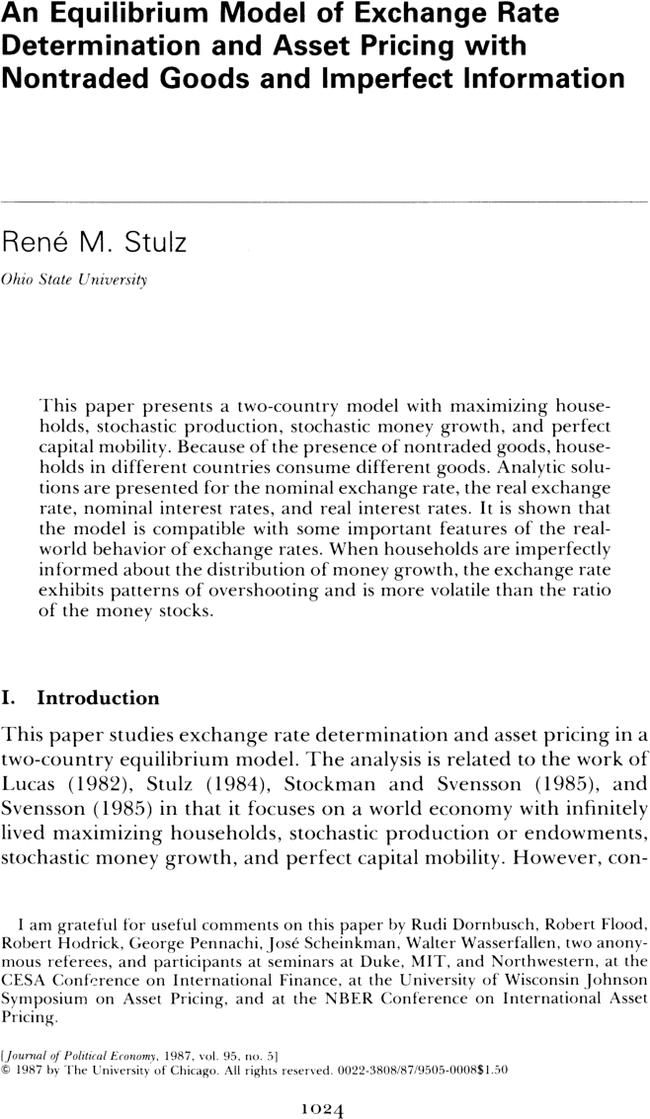 An Equilibrium Model of Exchange Rate
Determination and Asset Pricing with
Nontraded Goods and Imperfect Information
René M. Stulz
Ohio State University
This paper presents a two-country model with maximizing house-
holds, stochastic production, stochastic money growth, and perfect
capital mobility. Because of the presence of nontraded goods, house-
holds in different countries consume different goods. Analytic solu-
tions are presented for the nominal exchange rate, the real exchange
rate, nominal interest rates, and real interest rates. It is shown that
the model is compatible with some important features of the real-
world behavior of exchange rates. When households are imperfectly
informed about the distribution of money growth, the exchange rate
exhibits patterns of overshooting and is more volatile than the ratio
of the money stocks.
I. Introduction
This paper studies exchange rate determination and asset pricing in a
two-country equilibrium model. The analysis is related to the work of
Lucas (1982), Stulz (1984), Stockman and Svensson (1985), and
Svensson (1985) in that it focuses on a world economy with infinitely
lived maximizing households, stochastic production or endowments,
stochastic money growth, and perfect capital mobility. However, con-
I am grateful for useful comments on this paper by Rudi Dornbusch, Robert Flood,
Robert Hodrick, George Pennachi, José Scheinkman, Walter Wasserfallen, two anony-
mous referees, and participants at seminars at Duke, MIT, and Northwestern, at the
CESA Conference on International Finance, at the University of Wisconsin Johnson
Symposium on Asset Pricing, and at the NBER Conference on International Asset
Pricing.
[Journal of Political Economy, 1987, vol. 95, no. 5]
© 1987 by The University of Chicago. All rights reserved. 0022-3808/87/9505-0008$1.50
1024